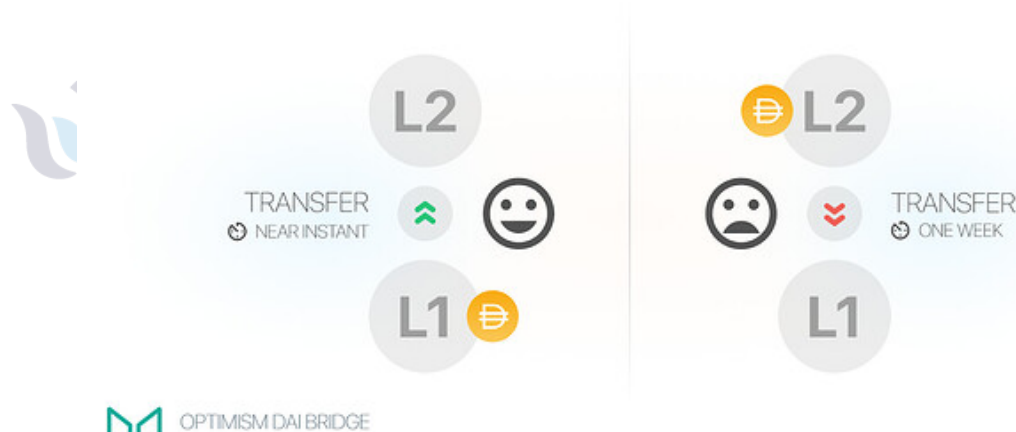 L2
TRANSFER
NEAR INSTANT
L1
L2
TRANSFER
ONE WEEK
L1
OPTIMISM DAI BRIDGE